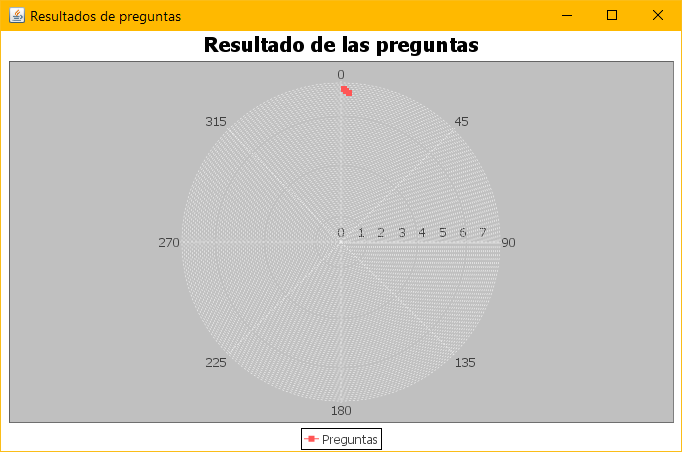 Resultados de preguntas
Resultado de las preguntas
0
315 45
0 1 2 3 4 5 6 7
270 90
225 135
180
Preguntas